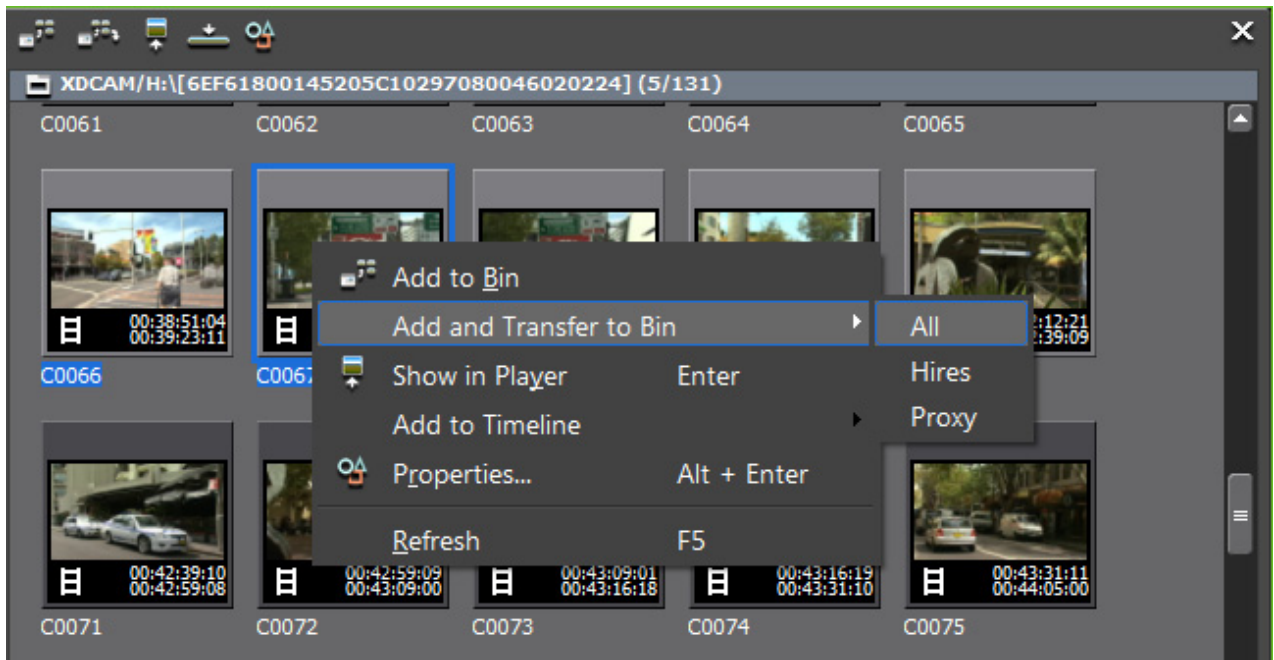 XDCAM/H:\[6EF61800145205C10297080046020224] (5/131)
C0061 C0062 C0063 C0064 C0065
Add to Bin
Add and Transfer to Bin
Show in Player Enter
Add to Timeline
Properties... Alt + Enter
Refresh F5
All
Hires
Proxy
00:38:51:04
00:39:23:11
:12:21
:39:09
C0066 C0067
00:42:39:10 00:42:59:09 00:43:09:01 00:43:16:19 00:43:31:11
00:42:59:08 00:43:09:00 00:43:16:18 00:43:31:10 00:44:05:00
C0071 C0072 C0073 C0074 C0075